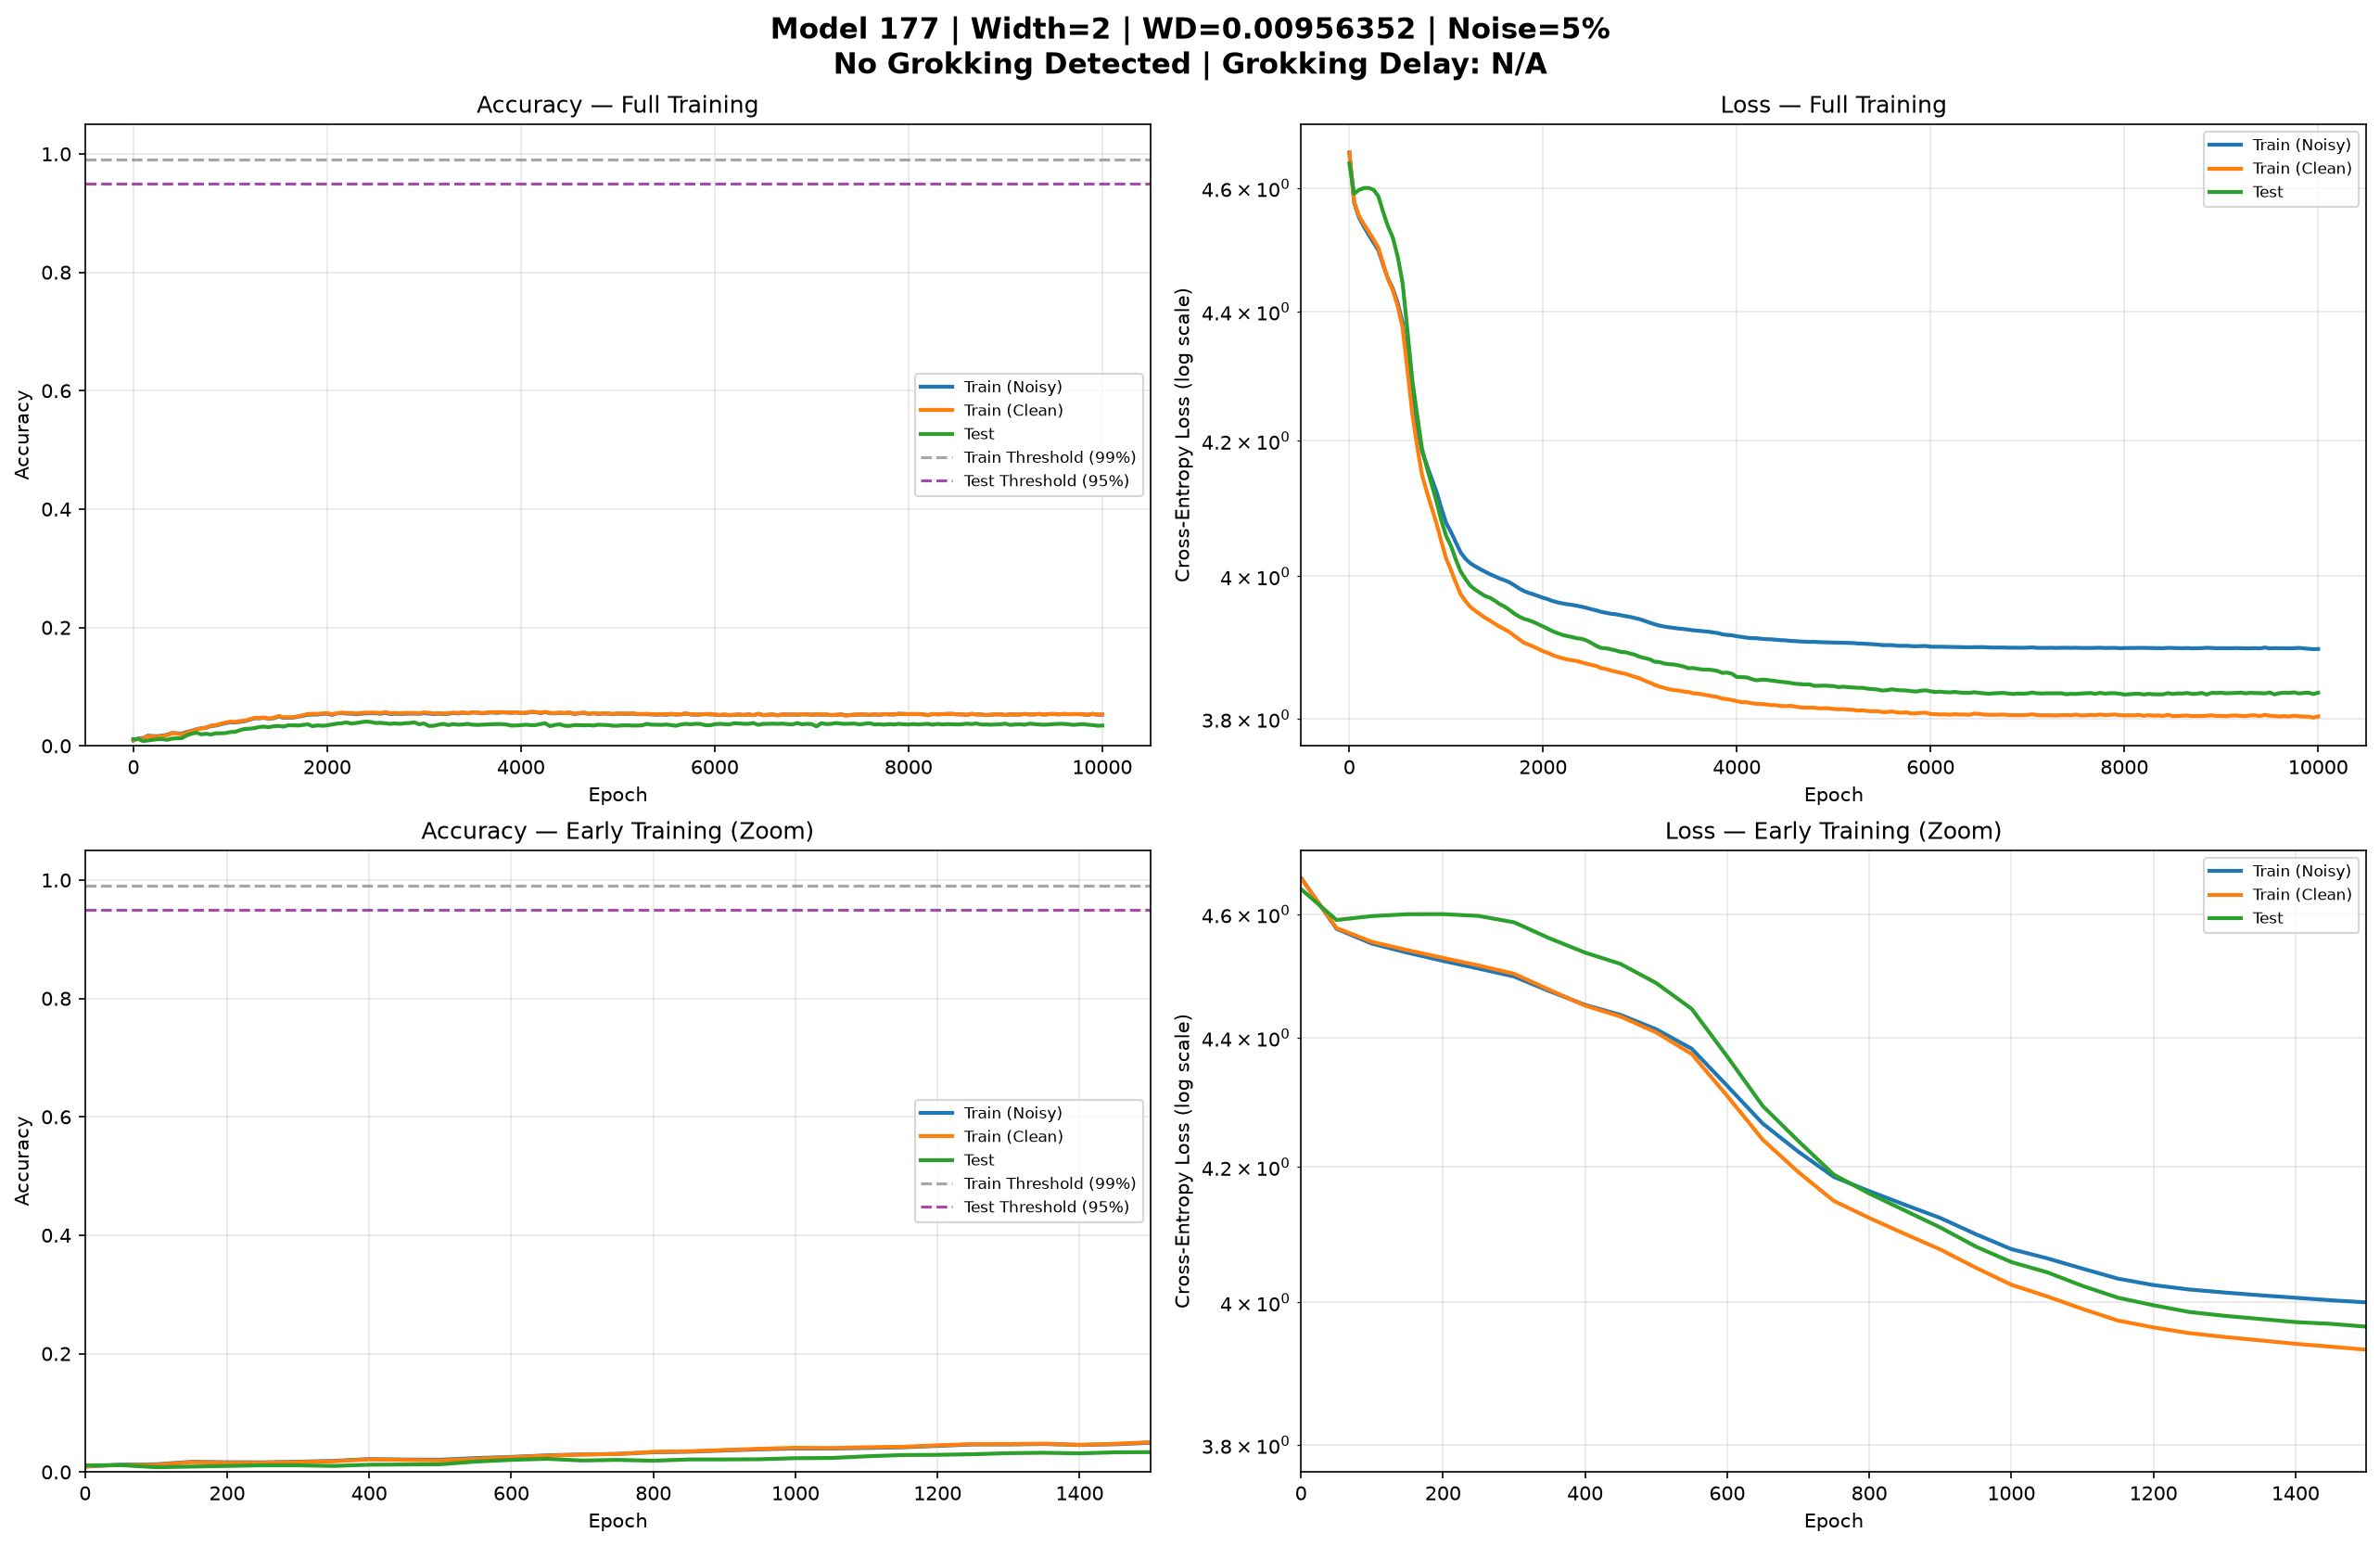 Model 177 | Width=2 | WD=0.00956352 | Noise=5%
No Grokking Detected | Grokking Delay: N/A
Accuracy — Full Training
Accuracy
1.0
0.8
0.6
0.4
0.2
0.0
Train (Noisy)
Train (Clean)
Test
Train Threshold (99%)
Test Threshold (95%)
0 2000 4000 6000 8000 10000
Epoch
Loss — Full Training
Cross-Entropy Loss (log scale)
4.6 × 10⁰
4.4 × 10⁰
4.2 × 10⁰
4 × 10⁰
3.8 × 10⁰
Train (Noisy)
Train (Clean)
Test
0 2000 4000 6000 8000 10000
Epoch
Accuracy — Early Training (Zoom)
Accuracy
1.0
0.8
0.6
0.4
0.2
0.0
Train (Noisy)
Train (Clean)
Test
Train Threshold (99%)
Test Threshold (95%)
0 200 400 600 800 1000 1200 1400
Epoch
Loss — Early Training (Zoom)
Cross-Entropy Loss (log scale)
4.6 × 10⁰
4.4 × 10⁰
4.2 × 10⁰
4 × 10⁰
3.8 × 10⁰
Train (Noisy)
Train (Clean)
Test
0 200 400 600 800 1000 1200 1400
Epoch